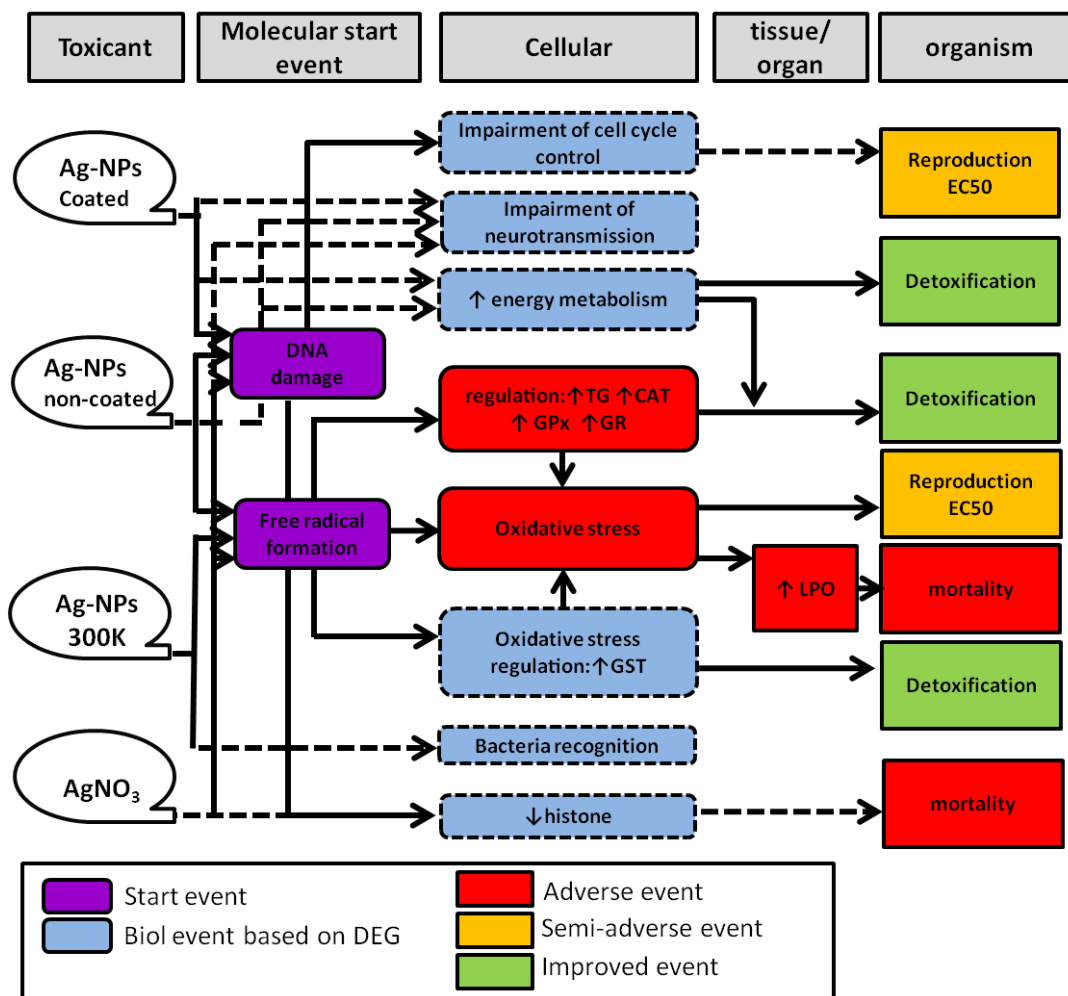 Toxicant
Molecular start
event
Cellular
tissue/
organ
organism
Ag-NPs
Coated
Ag-NPs
non-coated
Ag-NPs
300K
AgNO₃
DNA
damage
Free radical
formation
Impairment of cell cycle
control
Impairment of
neurotransmission
↑ energy metabolism
regulation:↑TG ↑CAT
↑ GPx ↑GR
Oxidative stress
Oxidative stress
regulation:↑GST
Bacteria recognition
↓histone
↑ LPO
Reproduction
EC50
Detoxification
Detoxification
Reproduction
EC50
mortality
Detoxification
mortality
Start event
Biol event based on DEG
Adverse event
Semi-adverse event
Improved event